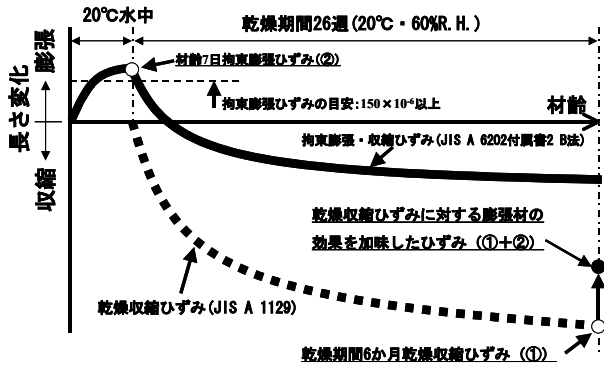 20℃水中
乾燥期間26週(20℃・60%R.H.)
膨張
長さ変化
収縮
材齢7日拘束膨張ひずみ(②)
拘束膨張ひずみの目安:150×10⁻⁶以上
材齢
拘束膨張・収縮ひずみ(JIS A 6202付属書2 B法)
乾燥収縮ひずみに対する膨張材の
効果を加味したひずみ (①+②)
乾燥収縮ひずみ(JIS A 1129)
乾燥期間6か月乾燥収縮ひずみ (①)